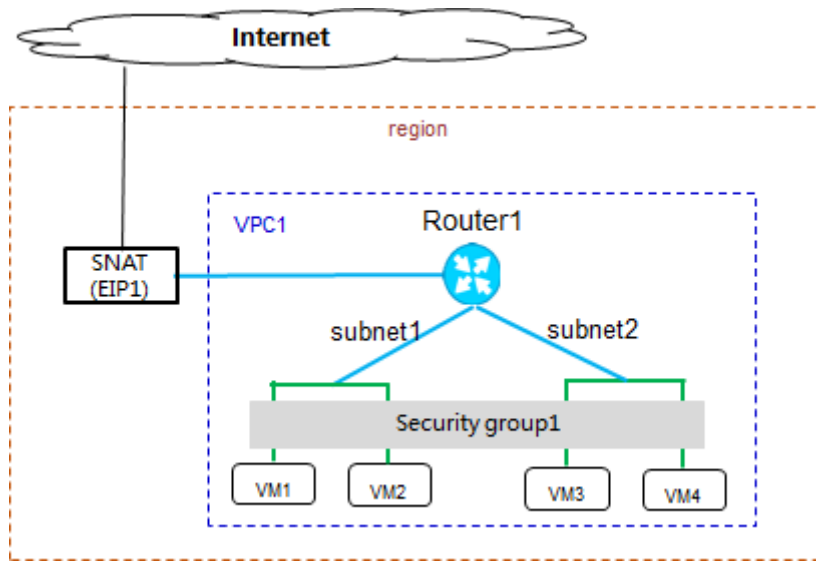 Internet
region
VPC1
Router1
SNAT
(EIP1)
subnet1
subnet2
Security group1
VM1
VM2
VM3
VM4